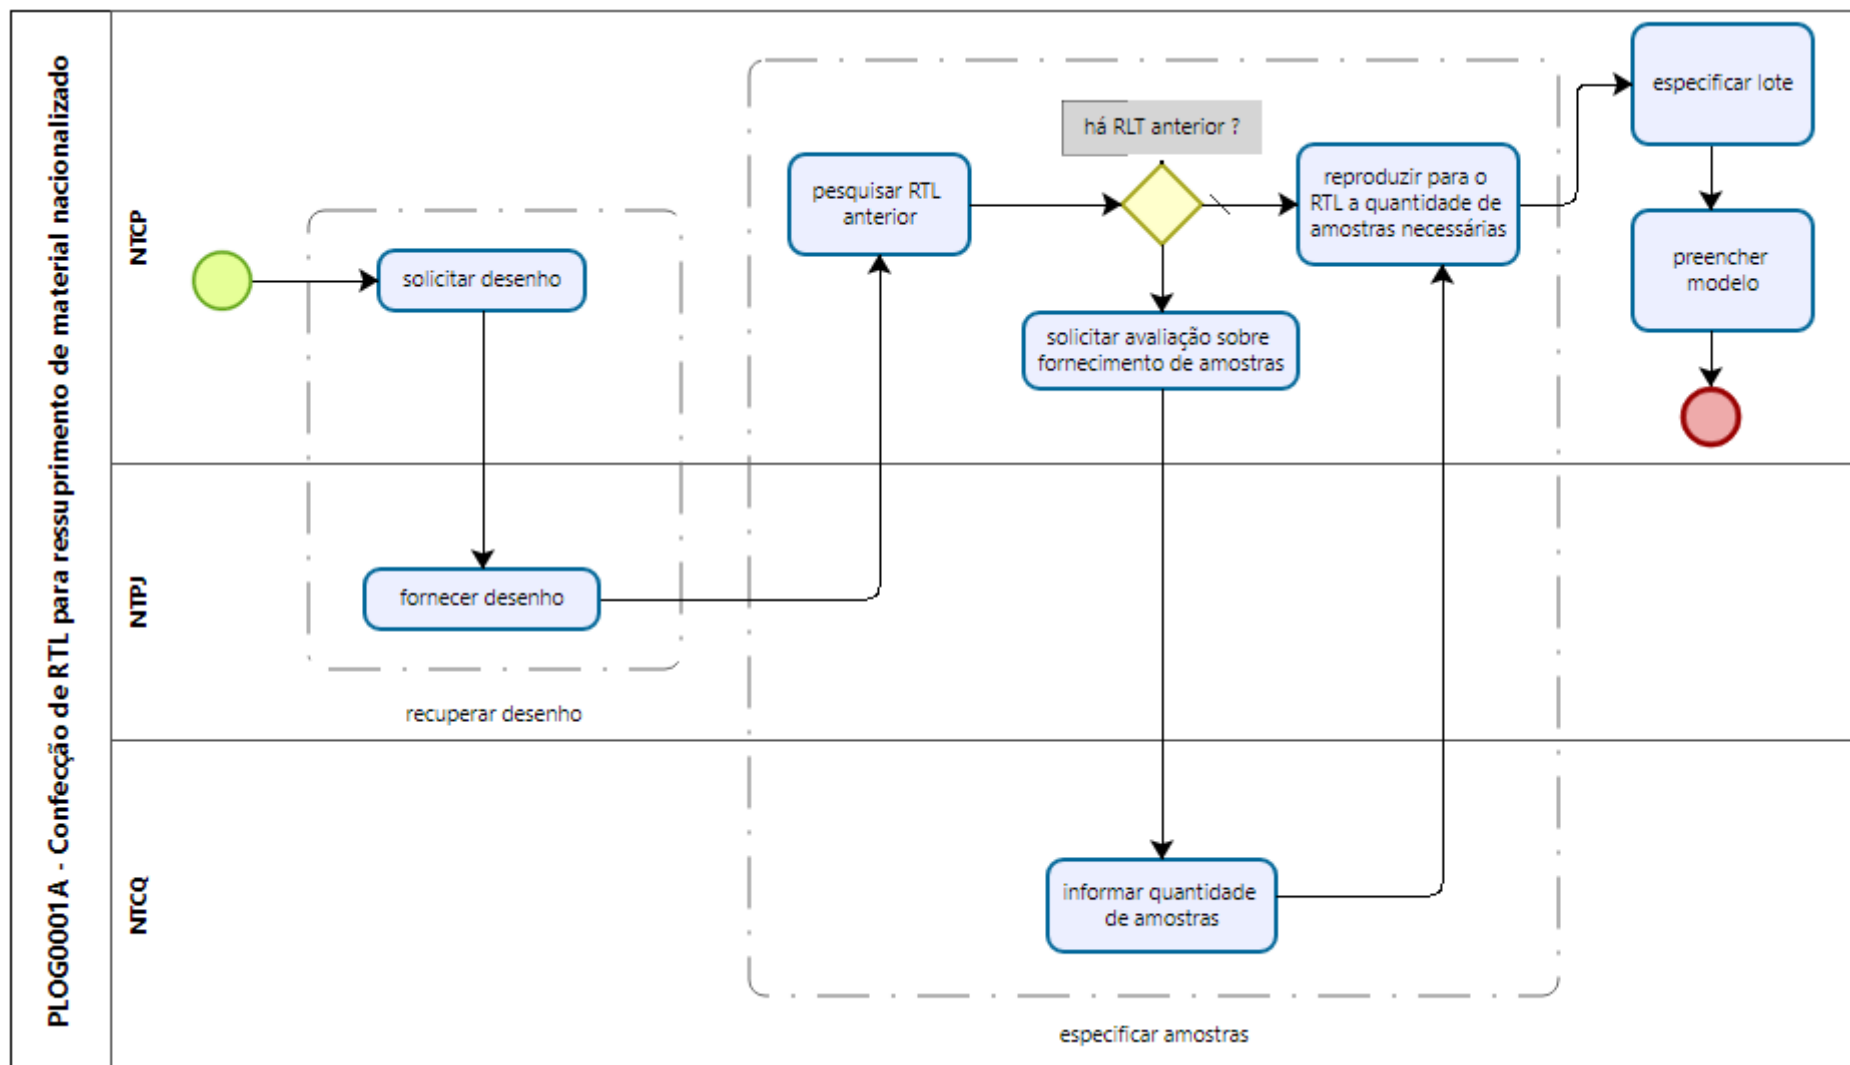 PLOG0001A - Confecção de RTL para ressuprimento de material nacionalizado
NTCP
solicitar desenho
pesquisar RTL
anterior
há RLT anterior ?
reproduzir para o
RTL a quantidade de
amostras necessárias
especificar lote
preencher
modelo
solicitar avaliação sobre
fornecimento de amostras
NTPJ
fornecer desenho
recuperar desenho
NTCQ
informar quantidade
de amostras
especificar amostras